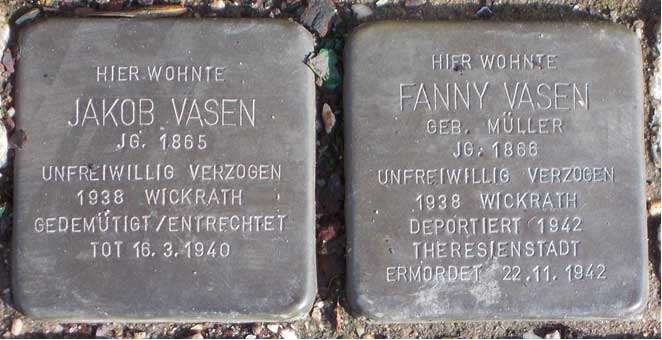 HIER WOHNTE
JAKOB VASEN
JG. 1865
UNFREIWILLIG VERZOGEN
1938 WICKRATH
GEDEMÜTIGT/ENTRECHTET
TOT 16.3.1940
HIER WOHNTE
FANNY VASEN
GEB. MÜLLER
JG. 1866
UNFREIWILLIG VERZOGEN
1938 WICKRATH
DEPORTIERT 1942
THERESIENSTADT
ERMORDET 22.11.1942